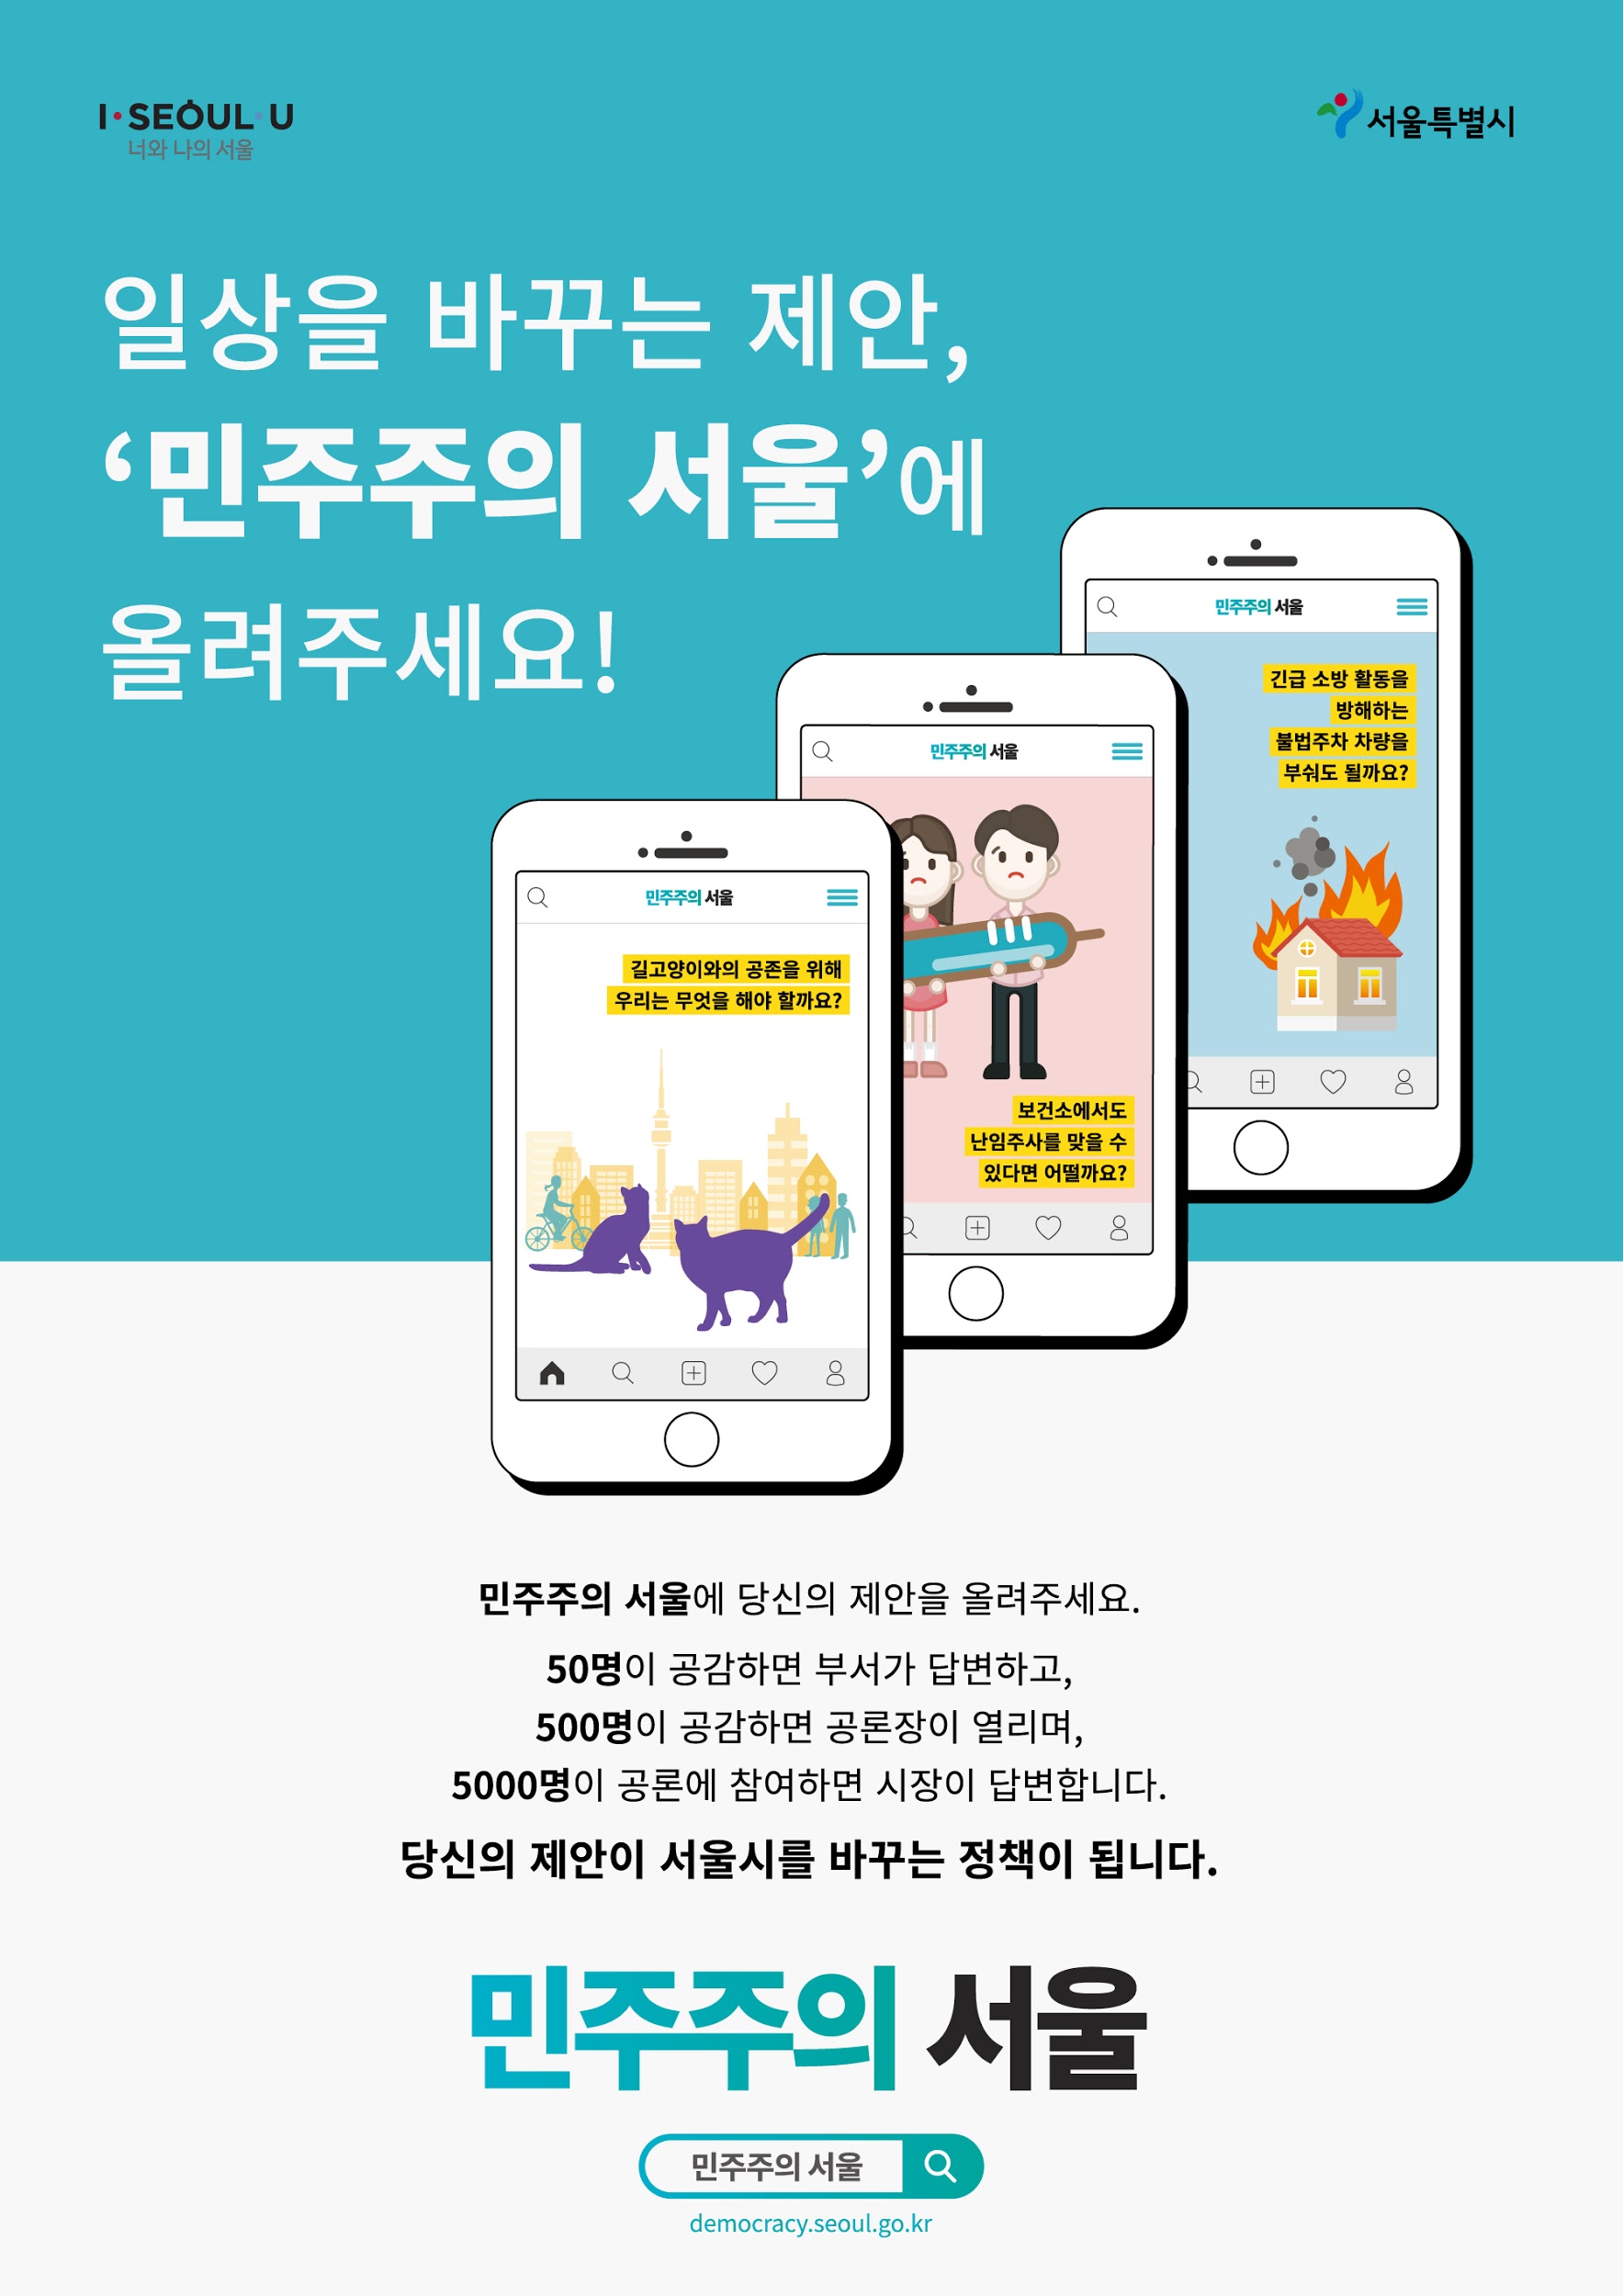 I·SEOUL·U
너와 나의 서울
서울특별시
일상을 바꾸는 제안,
‘민주주의 서울’에
올려주세요!
민주주의 서울
긴급 소방 활동을
방해하는
불법주차 차량을
부숴도 될까요?
민주주의 서울
보건소에서도
난임주사를 맞을 수
있다면 어떨까요?
민주주의 서울
길고양이와의 공존을 위해
우리는 무엇을 해야 할까요?
민주주의 서울에 당신의 제안을 올려주세요.
50명이 공감하면 부서가 답변하고,
500명이 공감하면 공론장이 열리며,
5000명이 공론에 참여하면 시장이 답변합니다.
당신의 제안이 서울시를 바꾸는 정책이 됩니다.
민주주의 서울
민주주의 서울
democracy.seoul.go.kr